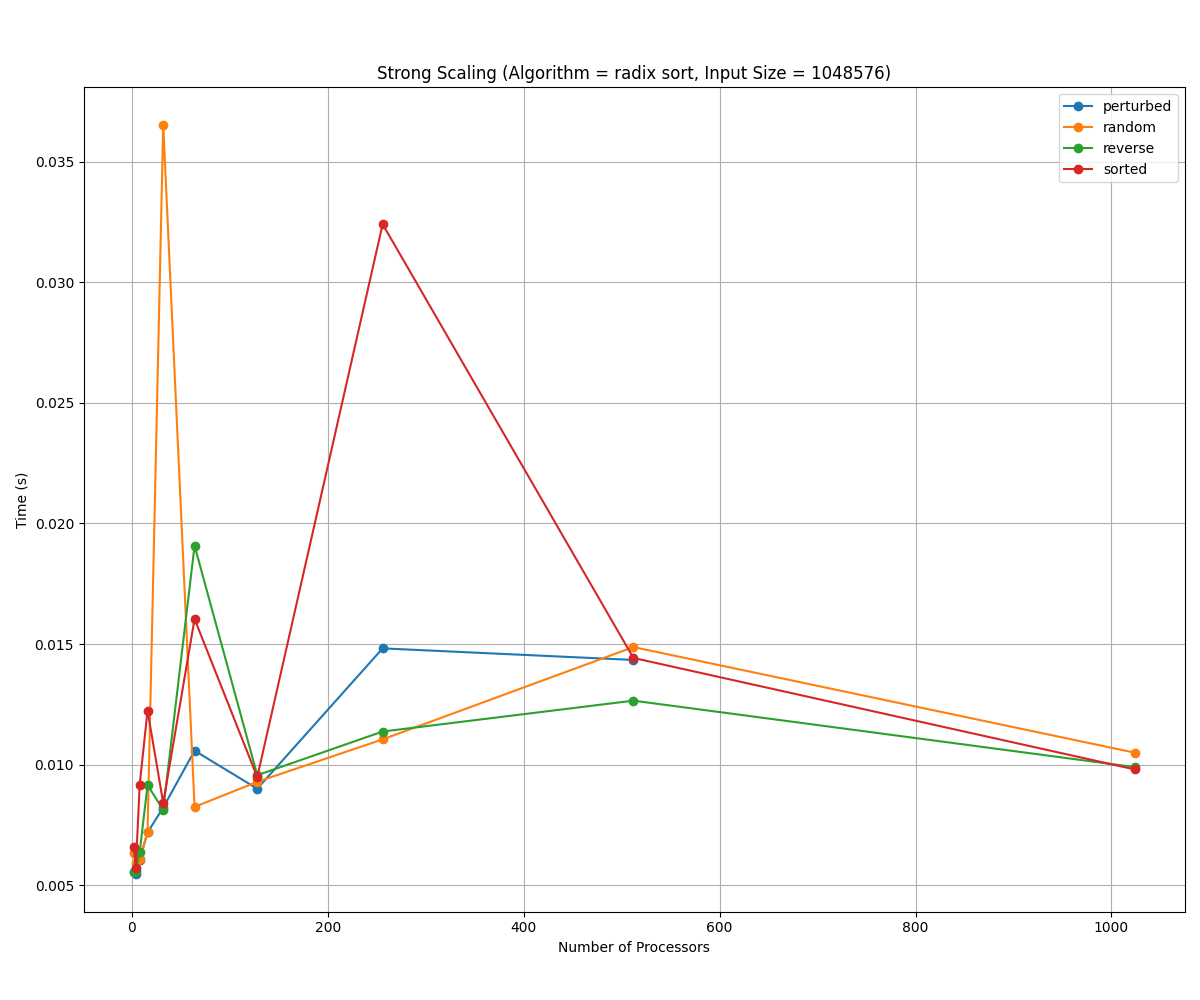 Strong Scaling (Algorithm = radix sort, Input Size = 1048576)
perturbed
random
reverse
sorted
0.035
0.030
0.025
0.020
0.015
0.010
0.005
Time (s)
0 200 400 600 800 1000
Number of Processors